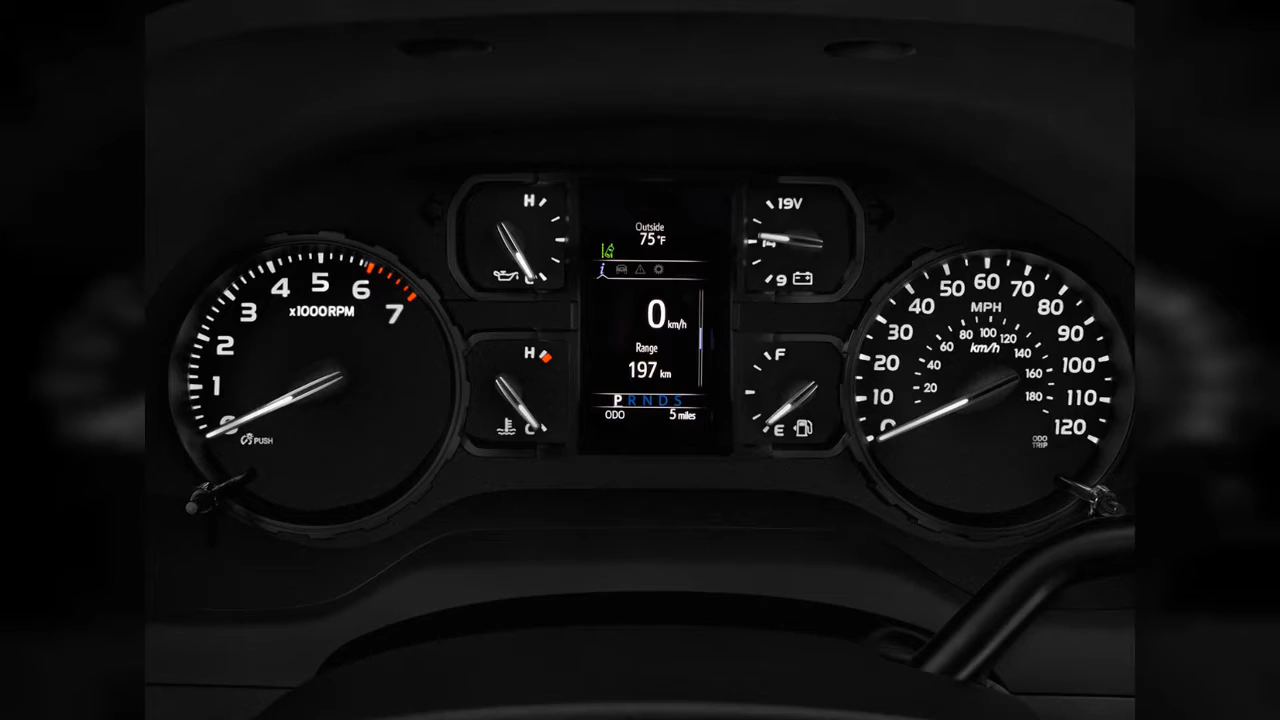 0 1 2 3 4 5 6 7
x1000RPM
PUSH
H
C
H
C
Outside
75°F
i
0 km/h
Range
197 km
P R N D S
ODO 5 miles
19V
14
9
F
E
0 10 20 30 40 50 60 70 80 90 100 110 120
MPH
20 40 60 80 100 120 140 160 180
km/h
ODO
TRIP